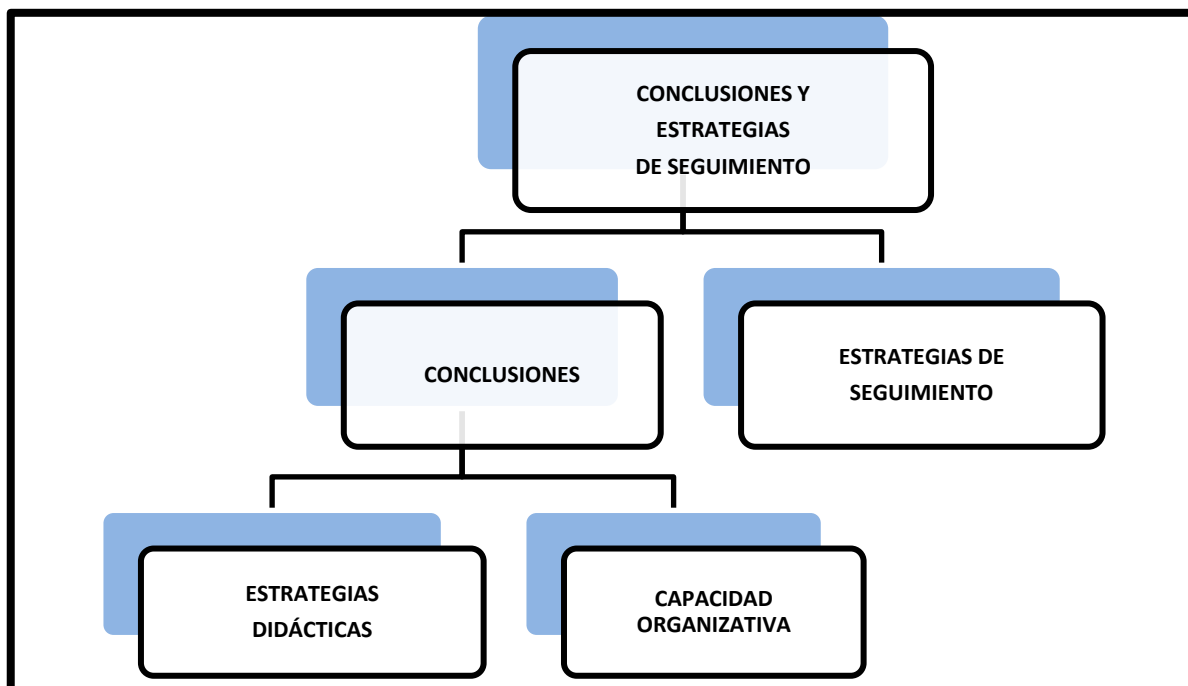 CONCLUSIONES Y
ESTRATEGIAS
DE SEGUIMIENTO
CONCLUSIONES
ESTRATEGIAS DE
SEGUIMIENTO
ESTRATEGIAS
DIDÁCTICAS
CAPACIDAD
ORGANIZATIVA